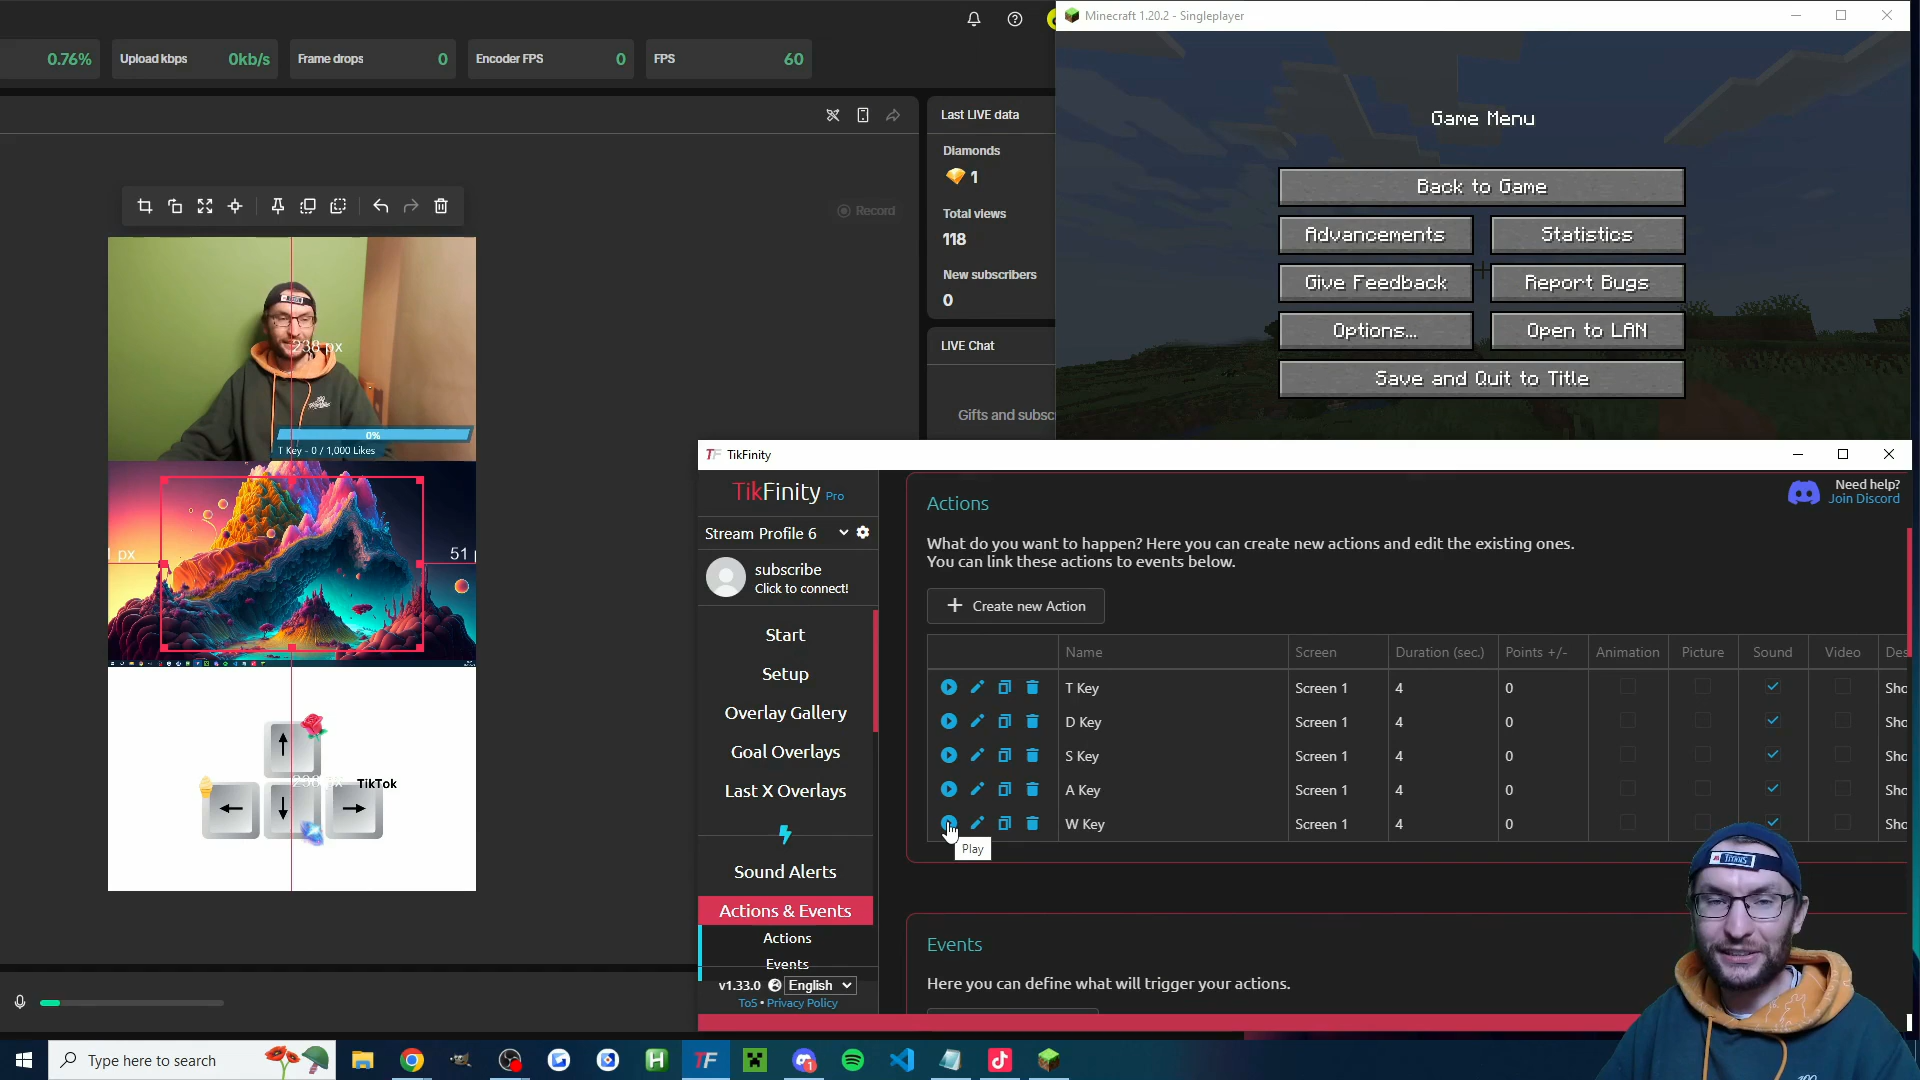 Minecraft 1.20.2 - Singleplayer
0.76%
Upload kbps
0kb/s
Frame drops
0
Encoder FPS
0
FPS
60
Last LIVE data
Diamonds
1
Total views
118
New subscribers
0
LIVE Chat
Record
238 px
0%
T Key - 0 / 1,000 Likes
px
51
TikTok
Game Menu
Back to Game
Advancements
Statistics
Give Feedback
Report Bugs
Options...
Open to LAN
Save and Quit to Title
TF TikFinity
TikFinity Pro
Stream Profile 6
subscribe
Click to connect!
Start
Setup
Overlay Gallery
Goal Overlays
Last X Overlays
Sound Alerts
Actions & Events
Actions
Events
v1.33.0 English
ToS • Privacy Policy
Need help?
Join Discord
Actions
What do you want to happen? Here you can create new actions and edit the existing ones.
You can link these actions to events below.
+ Create new Action
Name Screen Duration (sec.) Points +/- Animation Picture Sound Video
T Key Screen 1 4 0
D Key Screen 1 4 0
S Key Screen 1 4 0
A Key Screen 1 4 0
W Key Screen 1 4 0
Play
Events
Here you can define what will trigger your actions.
Type here to search
TF